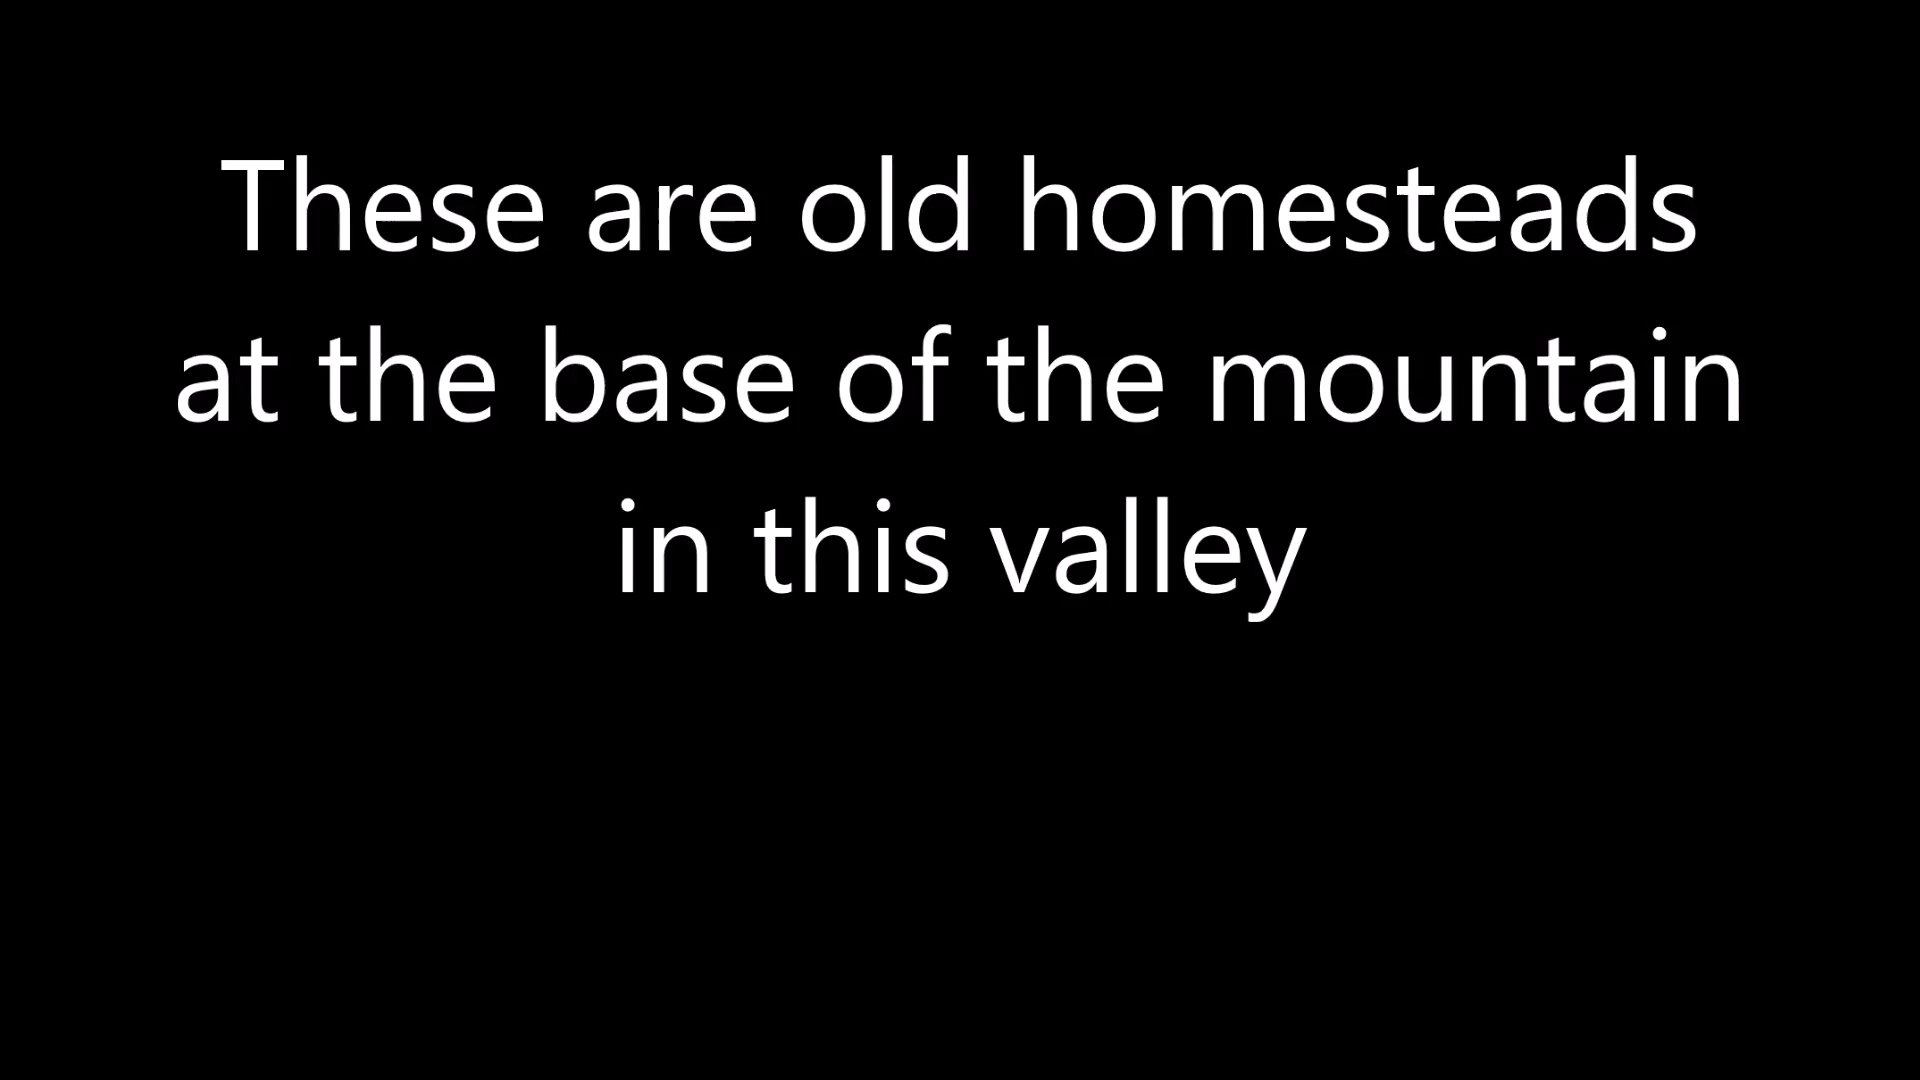 These are old homesteads
at the base of the mountain
in this valley